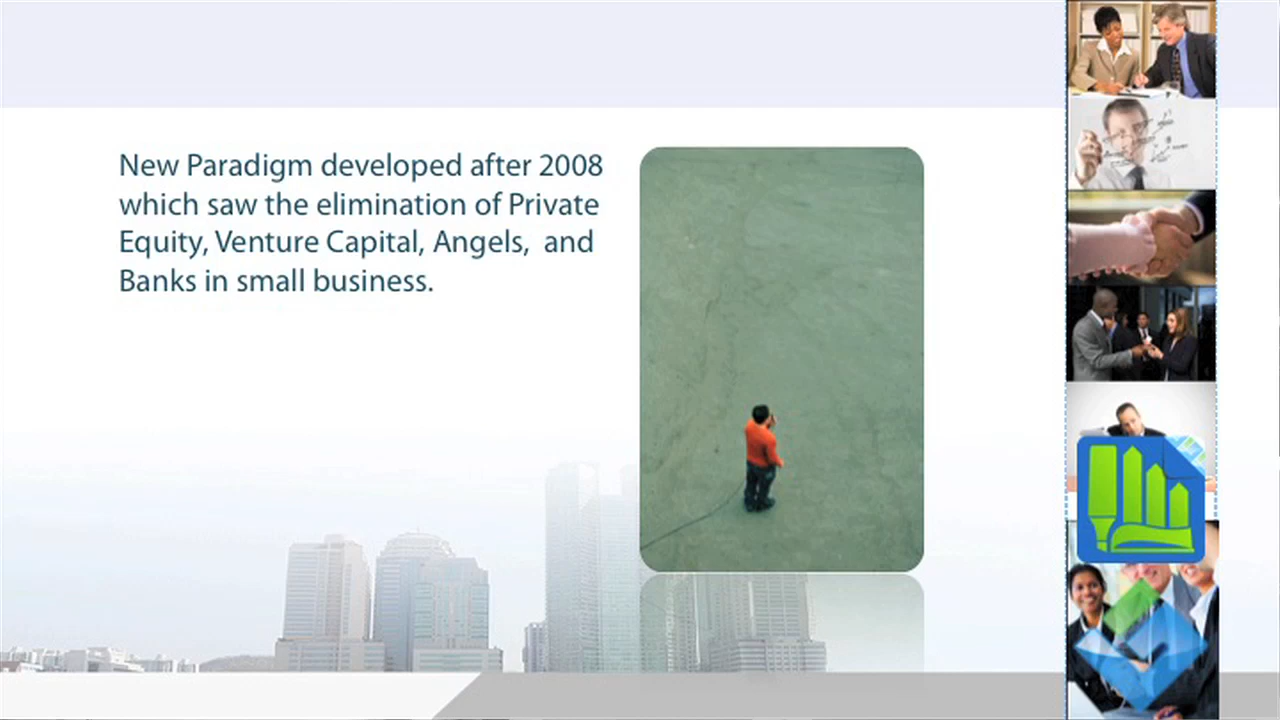 New Paradigm developed after 2008
which saw the elimination of Private
Equity, Venture Capital, Angels,  and
Banks in small business.